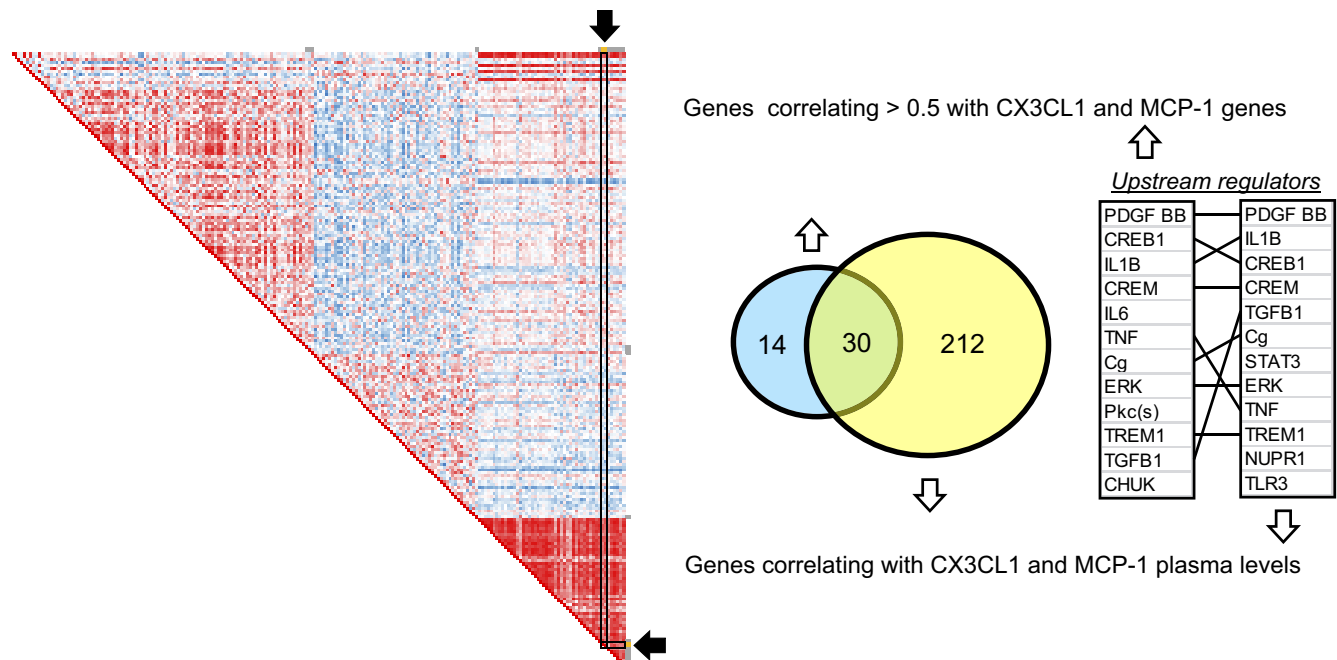 Genes correlating > 0.5 with CX3CL1 and MCP-1 genes
Upstream regulators
PDGF BB
CREB1
IL1B
CREM
IL6
TNF
Cg
ERK
Pkc(s)
TREM1
TGFB1
CHUK
PDGF BB
IL1B
CREB1
CREM
TGFB1
Cg
STAT3
ERK
TNF
TREM1
NUPR1
TLR3
14
30
212
Genes correlating with CX3CL1 and MCP-1 plasma levels